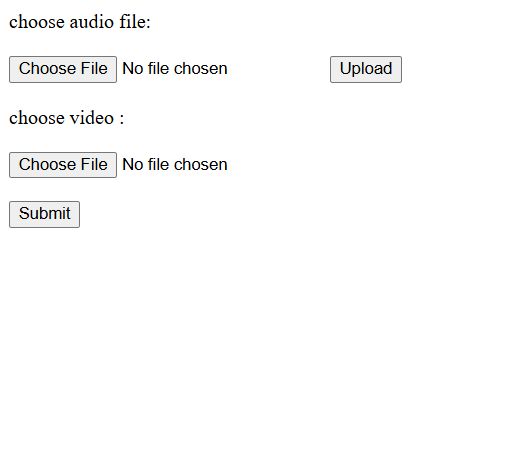 choose audio file:
Choose File No file chosen Upload
choose video :
Choose File No file chosen
Submit